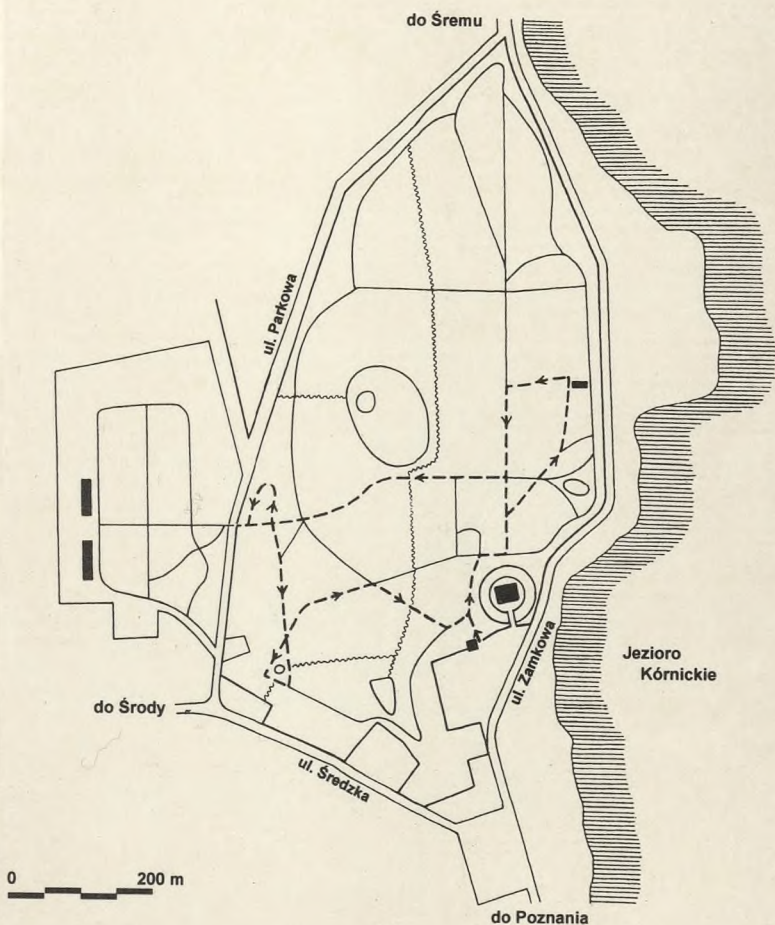 do Śremu
ul. Parkowa
Jezioro
Kórnickie
ul. Zamkowa
do Środy
ul. Średzka
0 200 m
do Poznania